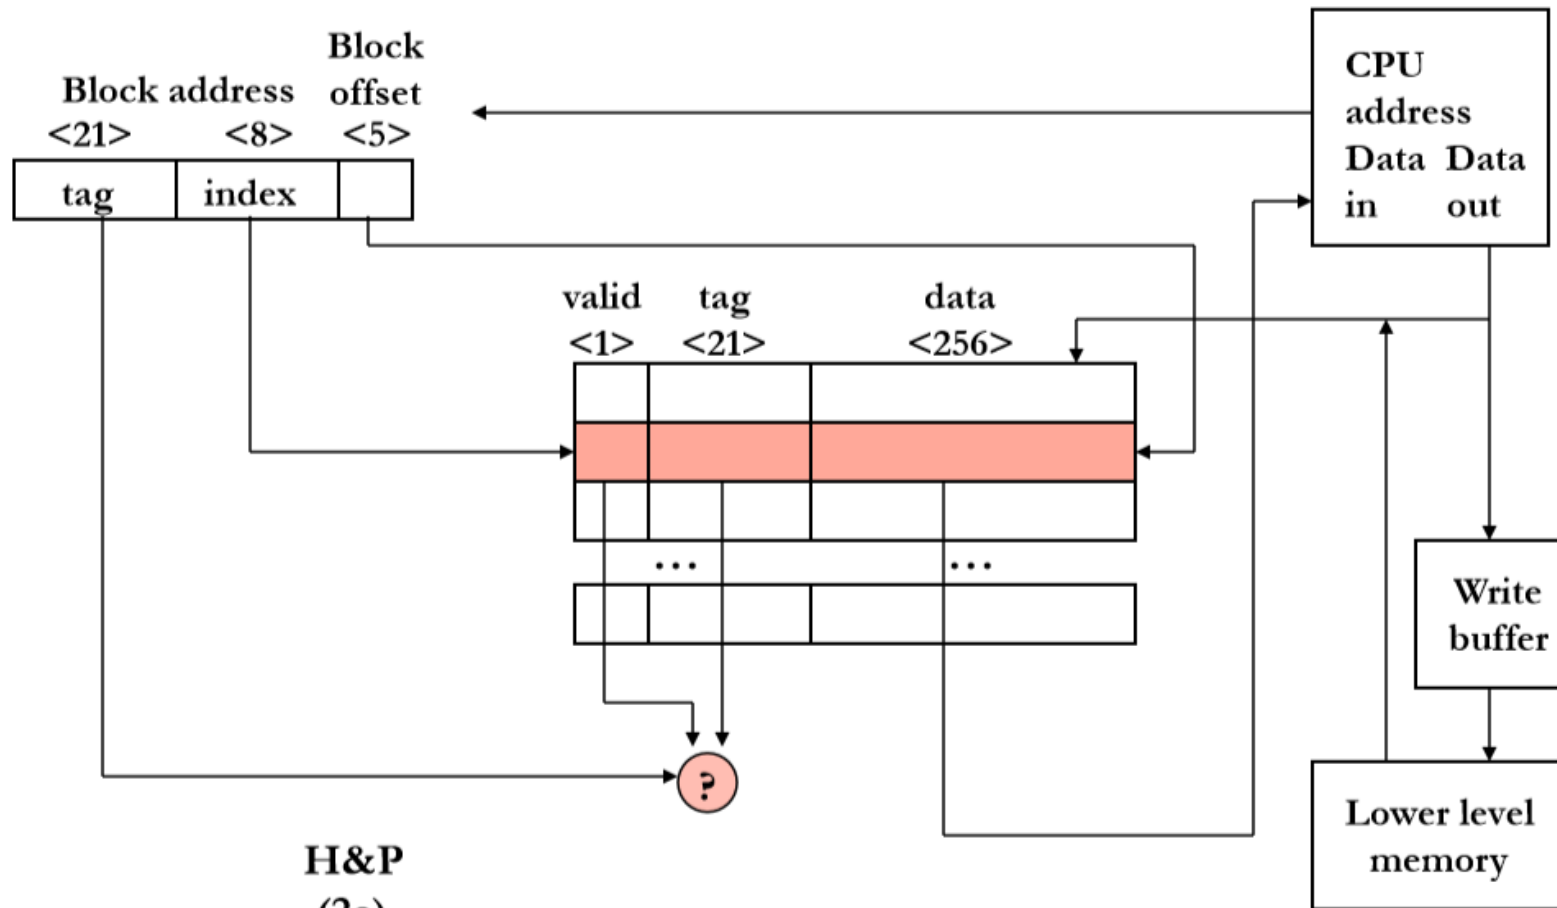 Block
Block address offset
<21> <8> <5>
tag index
CPU
address
Data Data
in out
valid tag data
<1> <21> <256>
... ...
Write
buffer
?
Lower level
memory
H&P